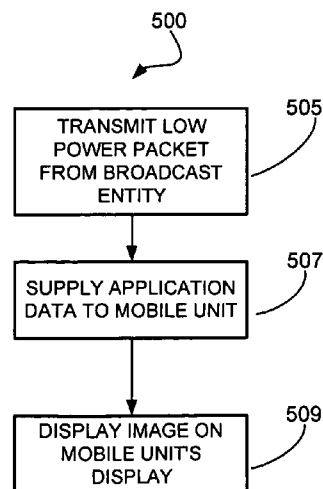 500
TRANSMIT LOW
POWER PACKET
FROM BROADCAST
ENTITY
505
SUPPLY APPLICATION
DATA TO MOBILE UNIT
507
DISPLAY IMAGE ON
MOBILE UNIT'S
DISPLAY
509